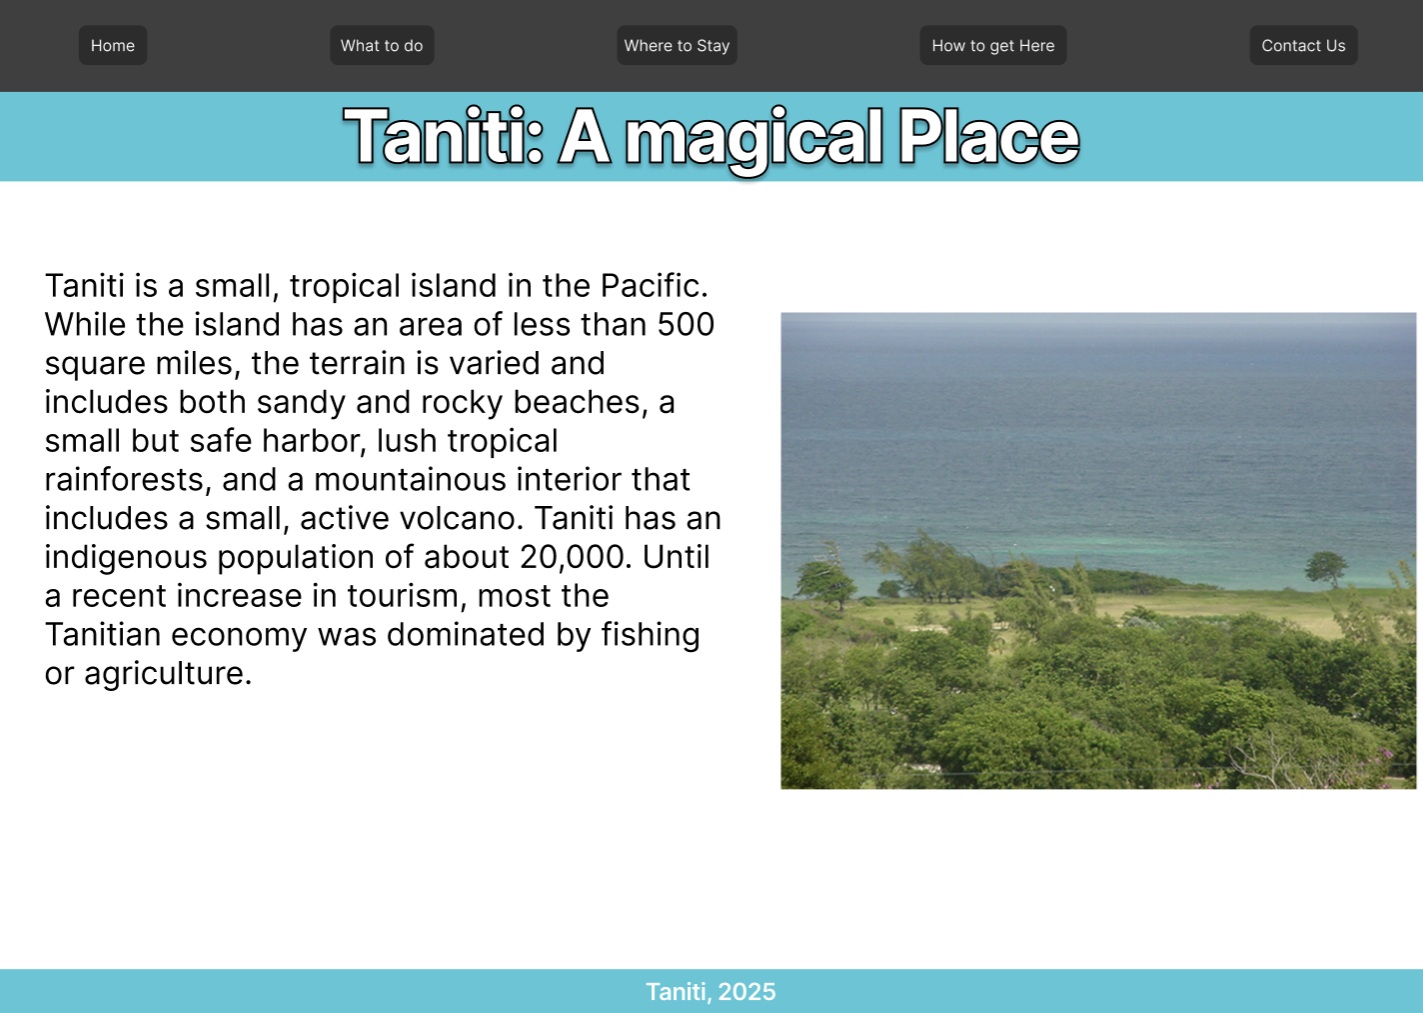 Home
What to do
Where to Stay
How to get Here
Contact Us
Taniti: A magical Place
Taniti is a small, tropical island in the Pacific.
While the island has an area of less than 500
square miles, the terrain is varied and
includes both sandy and rocky beaches, a
small but safe harbor, lush tropical
rainforests, and a mountainous interior that
includes a small, active volcano. Taniti has an
indigenous population of about 20,000. Until
a recent increase in tourism, most the
Tanitian economy was dominated by fishing
or agriculture.
Taniti, 2025